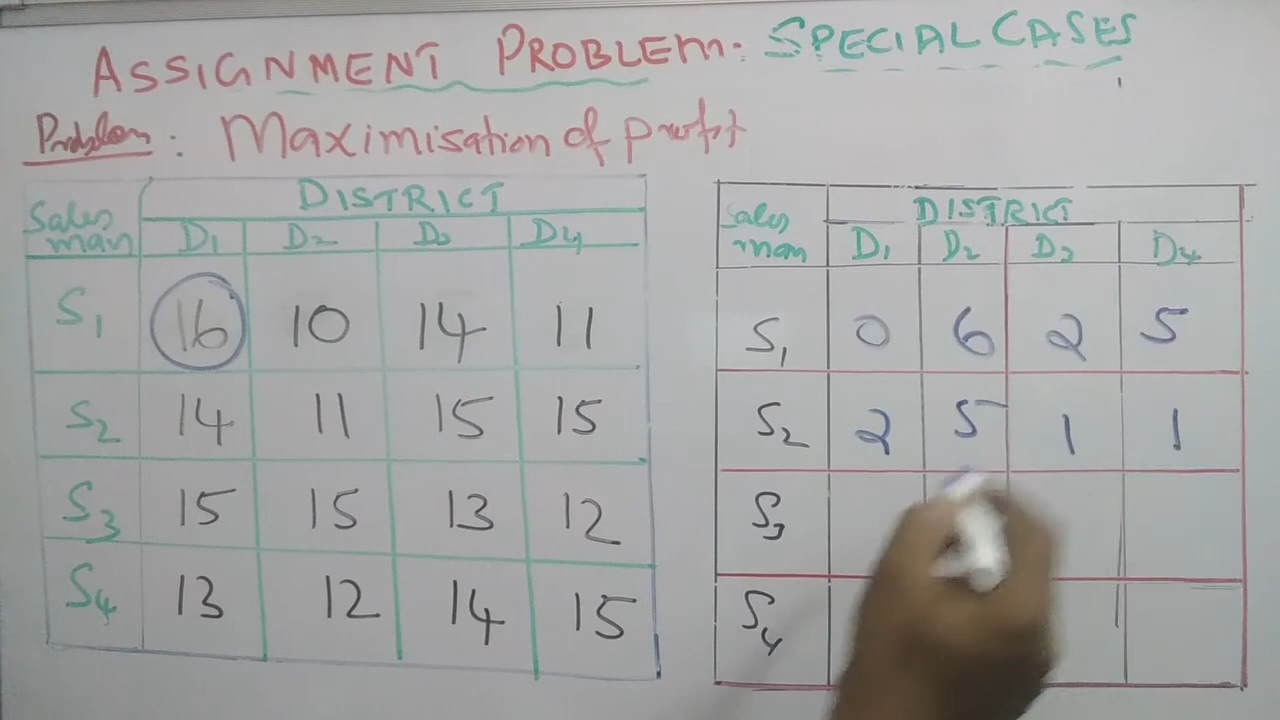 ASSIGNMENT PROBLEM: SPECIAL CASES
Problem: Maximisation of profit
Sales man DISTRICT
D1 D2 D3 D4
S1 16 10 14 11
S2 14 11 15 15
S3 15 15 13 12
S4 13 12 14 15
Sales man DISTRICT
D1 D2 D3 D4
S1 0 6 2 5
S2 2 5 1 1
S3
S4